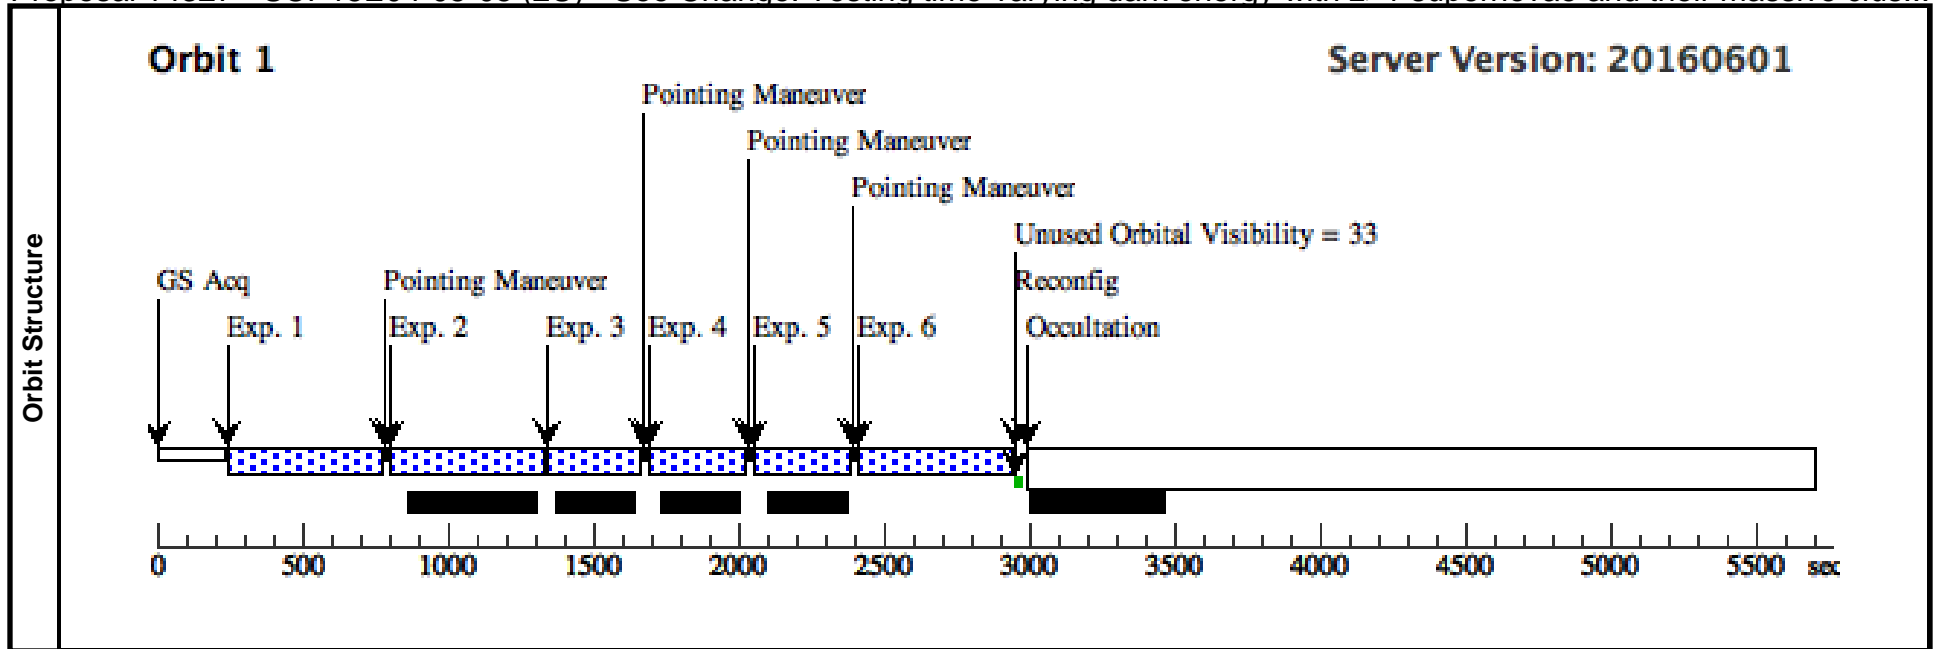 Orbit 1
Server Version: 20160601
Pointing Maneuver
Pointing Maneuver
Pointing Maneuver
Unused Orbital Visibility = 33
GS Acq
Pointing Maneuver
Reconfig
Exp. 1
Exp. 2
Exp. 3
Exp. 4
Exp. 5
Exp. 6
Occultation
Orbit Structure
0 500 1000 1500 2000 2500 3000 3500 4000 4500 5000 5500 sec